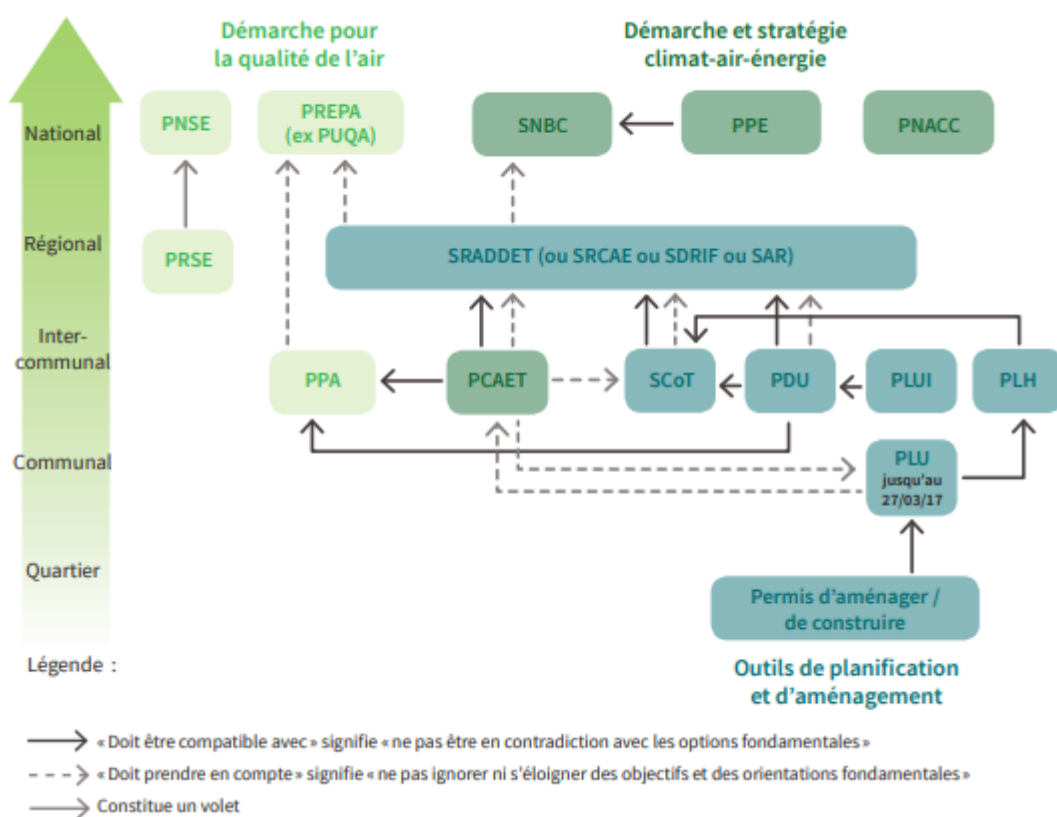 Démarche pour
la qualité de l'air
Démarche et stratégie
climat-air-énergie
National
PNSE
PREPA
(ex PUQA)
SNBC
PPE
PNACC
Régional
PRSE
SRADDET (ou SRCAE ou SDRIF ou SAR)
Inter-
communal
PPA
PCAET
SCoT
PDU
PLUI
PLH
Communal
PLU
jusqu'au
27/03/17
Quartier
Permis d'aménager /
de construire
Légende :
Outils de planification
et d'aménagement
« Doit être compatible avec » signifie « ne pas être en contradiction avec les options fondamentales »
« Doit prendre en compte » signifie « ne pas ignorer ni s'éloigner des objectifs et des orientations fondamentales »
Constitue un volet